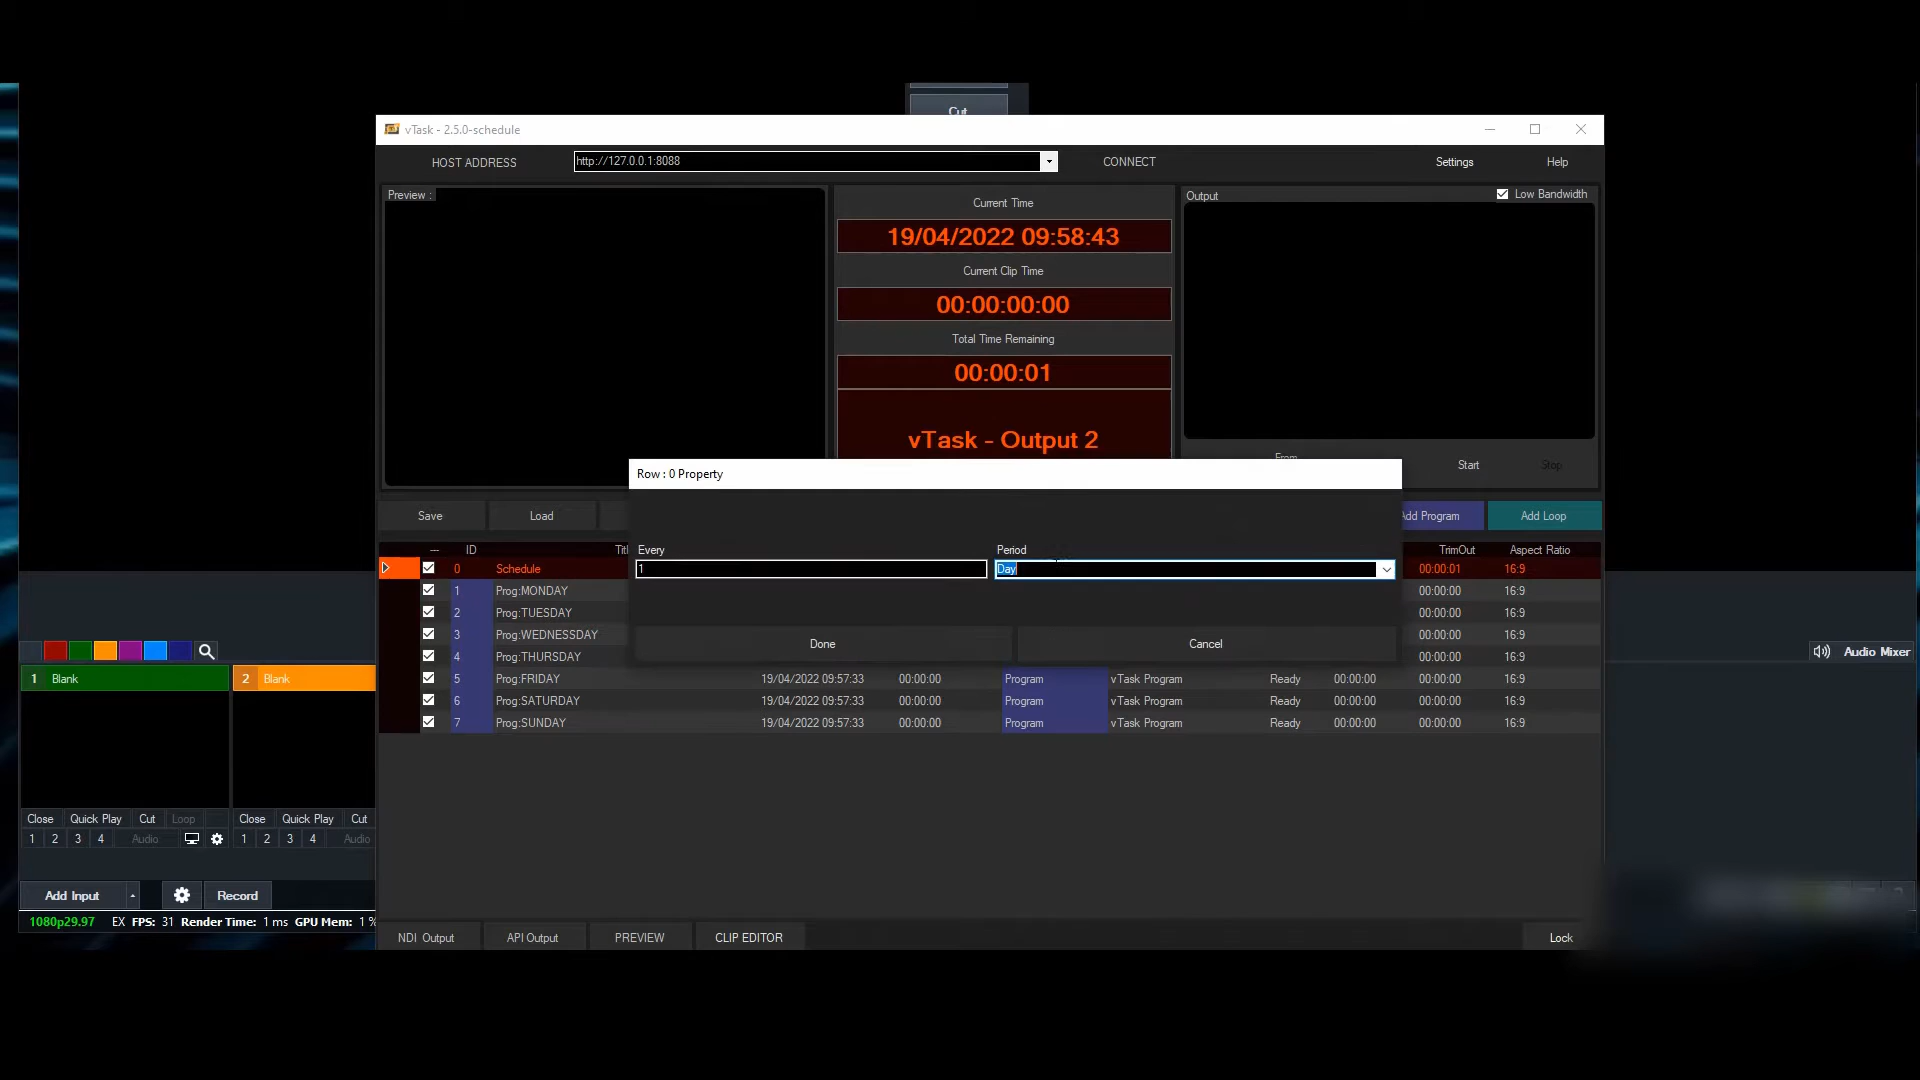 Cut
vTask - 2.5.0-schedule
HOST ADDRESS http://127.0.0.1:8088 CONNECT Settings Help
Preview : Current Time Output Low Bandwidth
19/04/2022 09:58:43
Current Clip Time
00:00:00:00
Total Time Remaining
00:00:01
vTask - Output 2
From Start Stop
Row : 0 Property
Save Load Add Program Add Loop
--- ID Titl Every Period TrimOut Aspect Ratio
0 Schedule 1 Day 00:00:01 16:9
1 Prog:MONDAY 00:00:00 16:9
2 Prog:TUESDAY 00:00:00 16:9
3 Prog:WEDNESSDAY 00:00:00 16:9
Done Cancel
4 Prog:THURSDAY 00:00:00 16:9
5 Prog:FRIDAY 19/04/2022 09:57:33 00:00:00 Program vTask Program Ready 00:00:00 00:00:00 16:9
6 Prog:SATURDAY 19/04/2022 09:57:33 00:00:00 Program vTask Program Ready 00:00:00 00:00:00 16:9
7 Prog:SUNDAY 19/04/2022 09:57:33 00:00:00 Program vTask Program Ready 00:00:00 00:00:00 16:9
Audio Mixer
1 Blank 2 Blank
Close Quick Play Cut Loop Close Quick Play Cut
1 2 3 4 Audio 1 2 3 4 Audio
Add Input Record
1080p29.97 EX FPS: 31 Render Time: 1 ms GPU Mem: 1 %
NDI Output API Output PREVIEW CLIP EDITOR Lock